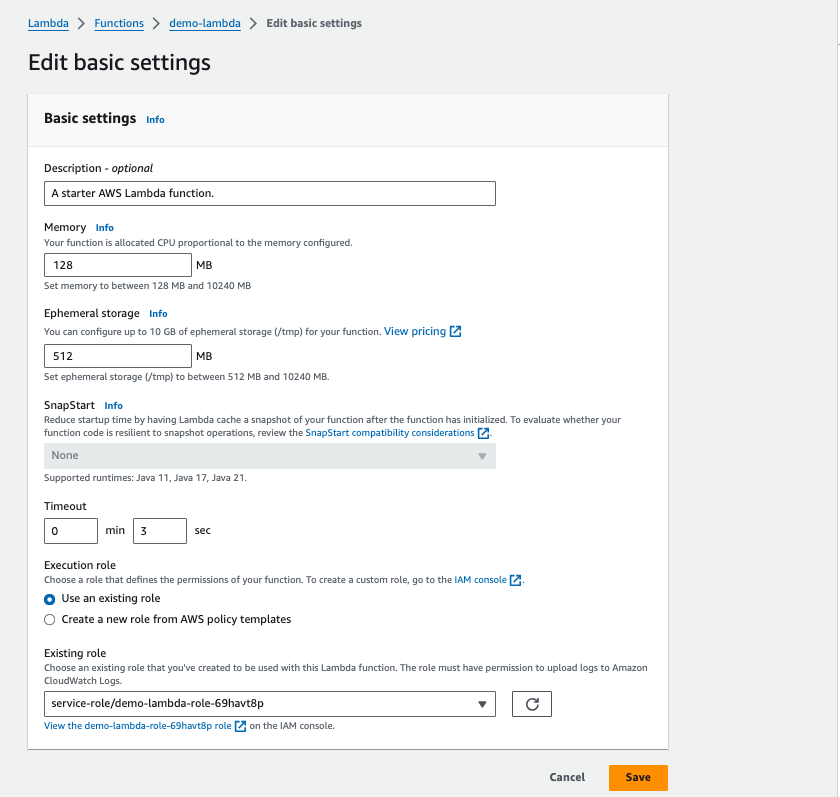 Lambda > Functions > demo-lambda > Edit basic settings
Edit basic settings
Basic settings Info
Description - optional
A starter AWS Lambda function.
Memory Info
Your function is allocated CPU proportional to the memory configured.
128 MB
Set memory to between 128 MB and 10240 MB
Ephemeral storage Info
You can configure up to 10 GB of ephemeral storage (/tmp) for your function. View pricing
512 MB
Set ephemeral storage (/tmp) to between 512 MB and 10240 MB.
SnapStart Info
Reduce startup time by having Lambda cache a snapshot of your function after the function has initialized. To evaluate whether your
function code is resilient to snapshot operations, review the SnapStart compatibility considerations .
None
Supported runtimes: Java 11, Java 17, Java 21.
Timeout
0 min 3 sec
Execution role
Choose a role that defines the permissions of your function. To create a custom role, go to the IAM console .
Use an existing role
Create a new role from AWS policy templates
Existing role
Choose an existing role that you've created to be used with this Lambda function. The role must have permission to upload logs to Amazon
CloudWatch Logs.
service-role/demo-lambda-role-69havt8p
View the demo-lambda-role-69havt8p role on the IAM console.
Cancel Save